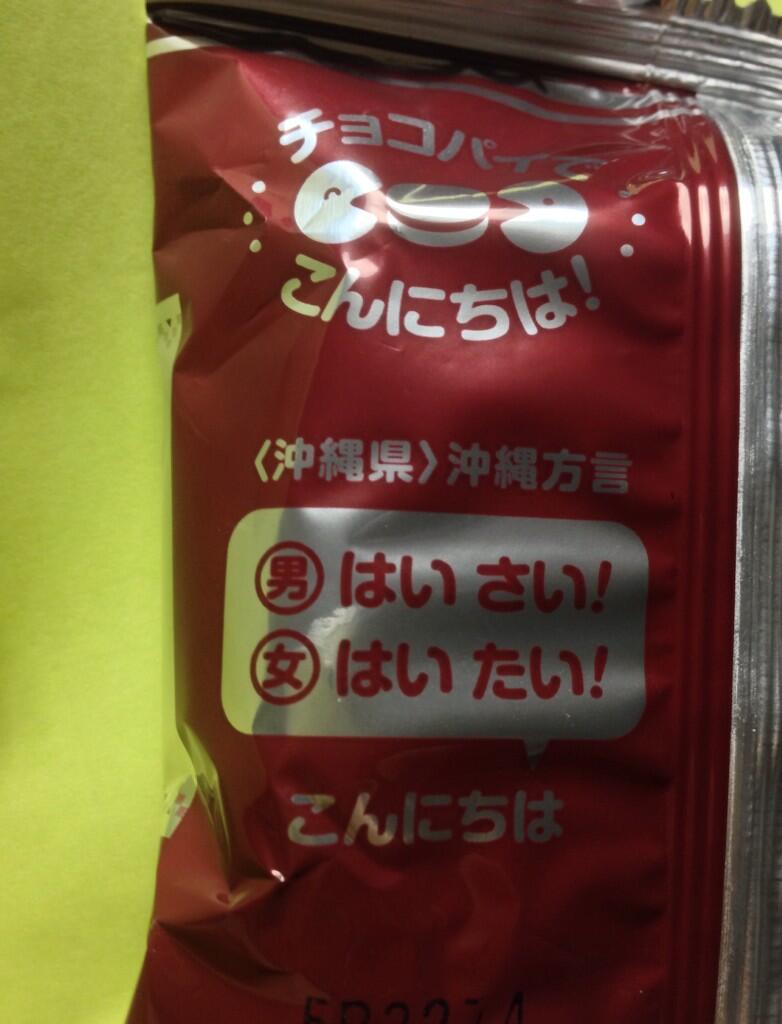 チョコパイで
こんにちは!
〈沖縄県〉沖縄方言
男 はい さい!
女 はい たい!
こんにちは